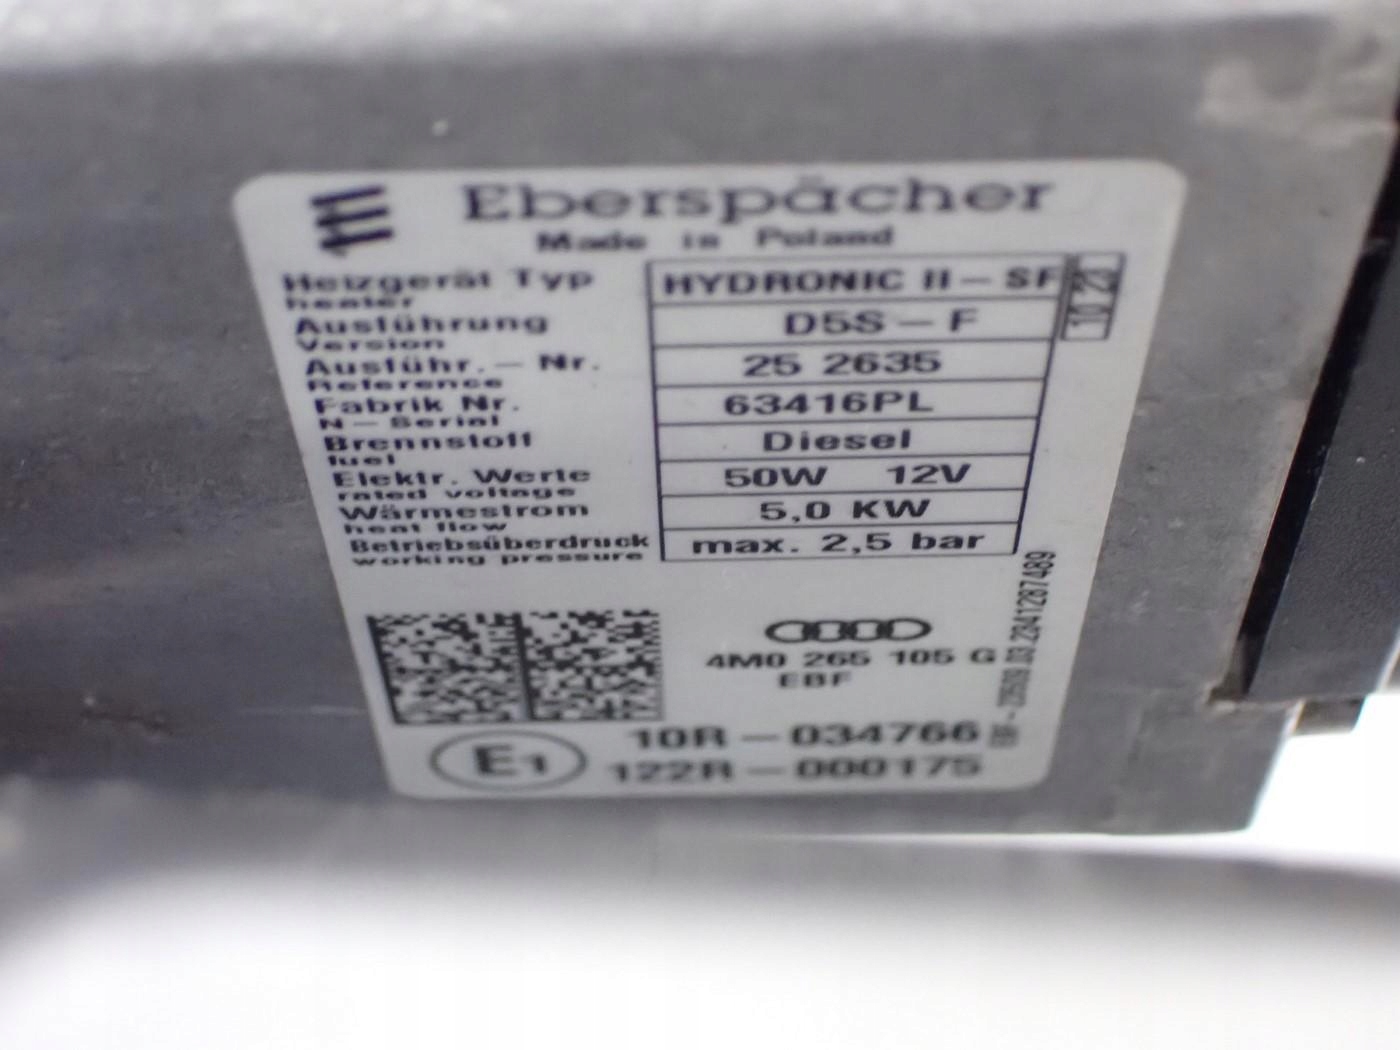 Eberspächer
Made in Poland
Heizgerät Typ HYDRONIC II - SF
heater
10 23
Ausführung D5S - F
Version
Ausführ. - Nr. 25 2635
Reference
Fabrik Nr. 63416PL
N - Serial
Brennstoff Diesel
fuel
Elektr. Werte 50W 12V
rated voltage
Wärmestrom 5,0 KW
heat flow
Betriebsüberdruck max. 2,5 bar
working pressure
4M0 265 105 G
EBF
10R - 034766
E1 122R - 000175